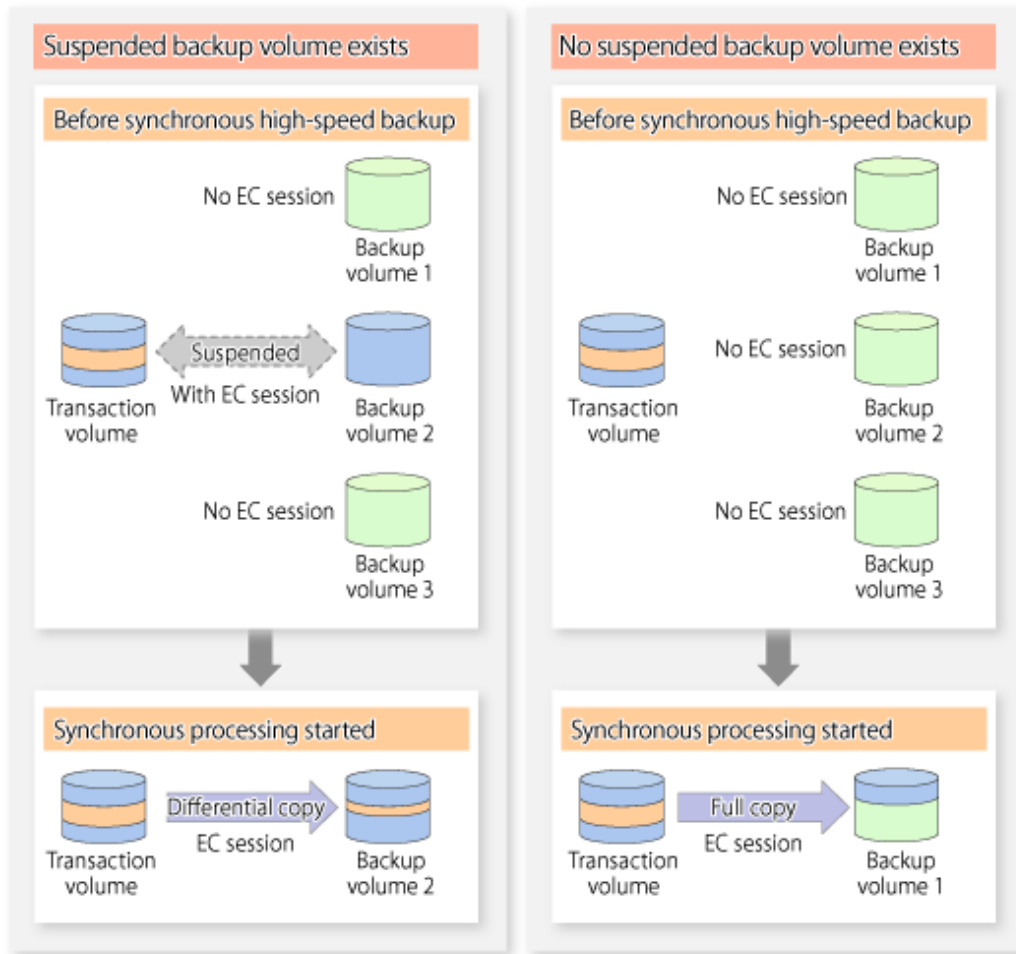 Suspended backup volume exists
Before synchronous high-speed backup
No EC session
Backup
volume 1
Suspended
With EC session
Transaction
volume
Backup
volume 2
No EC session
Backup
volume 3
Synchronous processing started
Differential copy
EC session
Transaction
volume
Backup
volume 2
No suspended backup volume exists
Before synchronous high-speed backup
No EC session
Backup
volume 1
No EC session
Transaction
volume
Backup
volume 2
No EC session
Backup
volume 3
Synchronous processing started
Full copy
EC session
Transaction
volume
Backup
volume 1